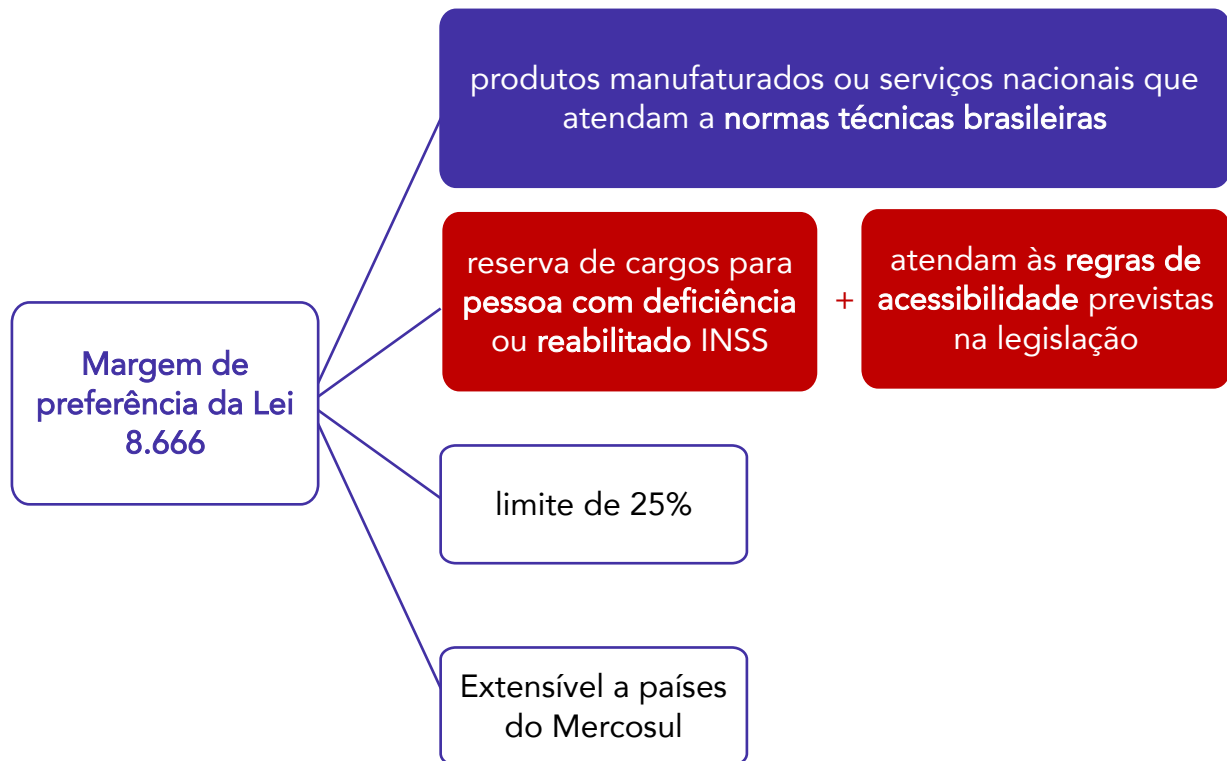 produtos manufaturados ou serviços nacionais que
atendam a normas técnicas brasileiras
reserva de cargos para
pessoa com deficiência
ou reabilitado INSS
+
atendam às regras de
acessibilidade previstas
na legislação
Margem de
preferência da Lei
8.666
limite de 25%
Extensível a países
do Mercosul